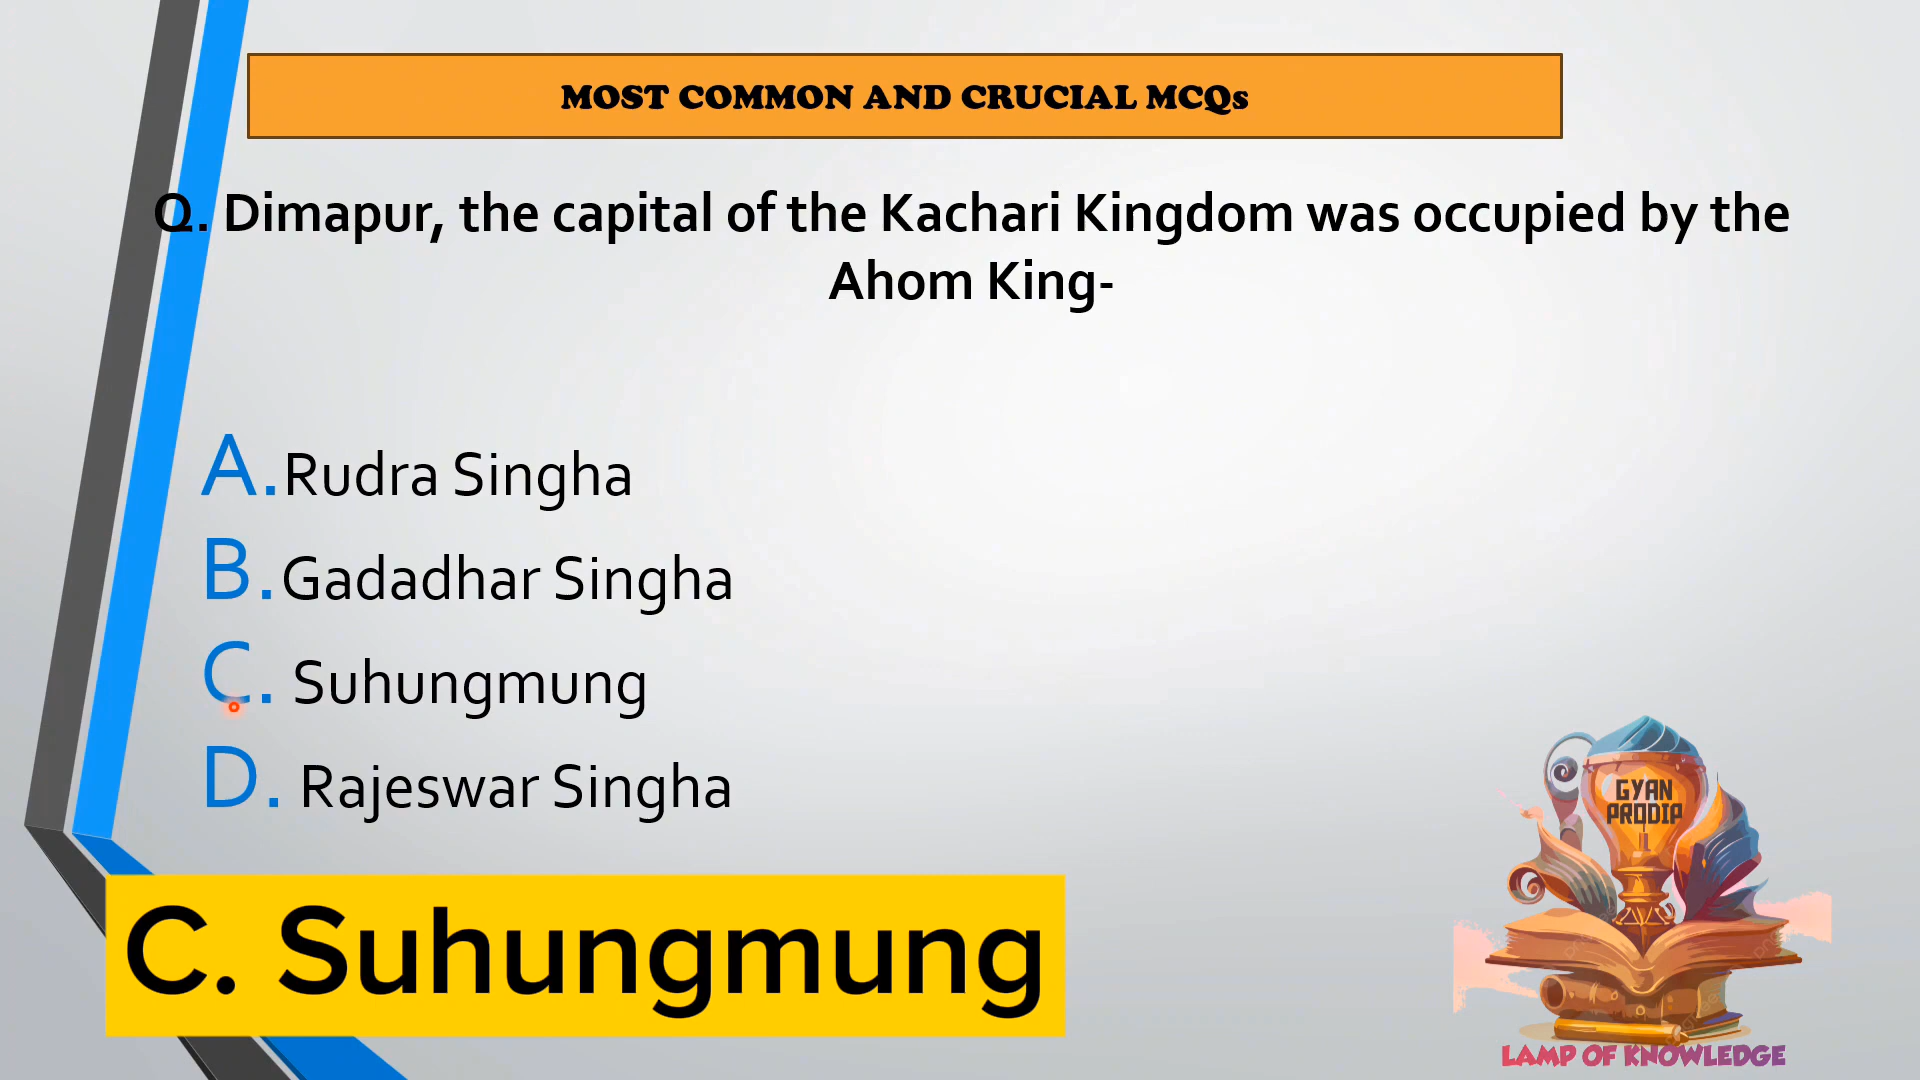 MOST COMMON AND CRUCIAL MCQs
Q. Dimapur, the capital of the Kachari Kingdom was occupied by the
Ahom King-
A. Rudra Singha
B. Gadadhar Singha
C. Suhungmung
D. Rajeswar Singha
C. Suhungmung
GYAN
PRODIP
LAMP OF KNOWLEDGE